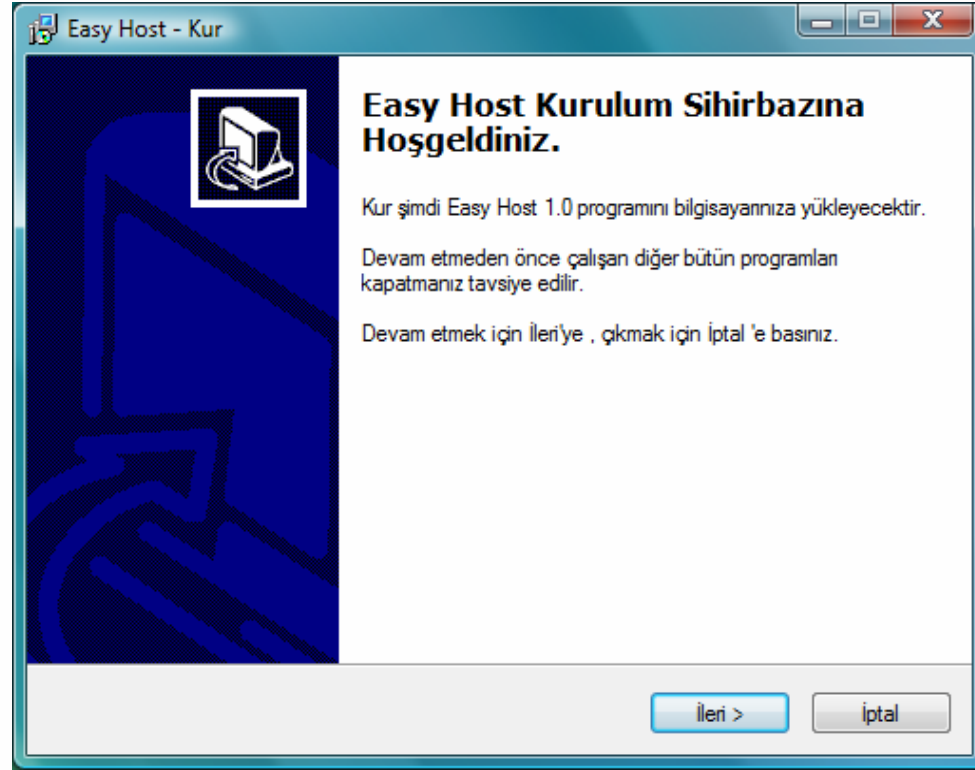 Easy Host - Kur
Easy Host Kurulum Sihirbazına
Hoşgeldiniz.
Kur şimdi Easy Host 1.0 programını bilgisayarınıza yükleyecektir.
Devam etmeden önce çalışan diğer bütün programları
kapatmanız tavsiye edilir.
Devam etmek için İleri'ye , çıkmak için İptal 'e basınız.
İleri >
İptal